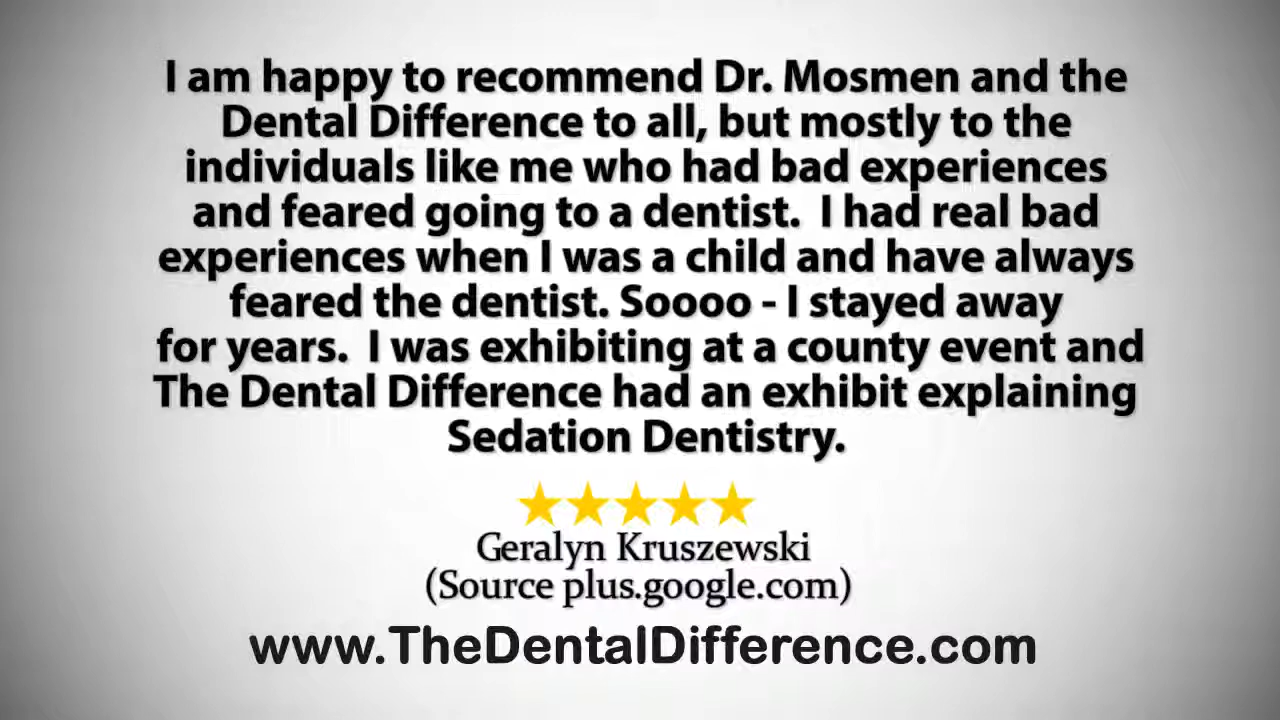 I am happy to recommend Dr. Mosmen and the
Dental Difference to all, but mostly to the
individuals like me who had bad experiences
and feared going to a dentist.  I had real bad
experiences when I was a child and have always
feared the dentist. Soooo - I stayed away
for years.  I was exhibiting at a county event and
The Dental Difference had an exhibit explaining
Sedation Dentistry.
Geralyn Kruszewski
(Source plus.google.com)
www.TheDentalDifference.com